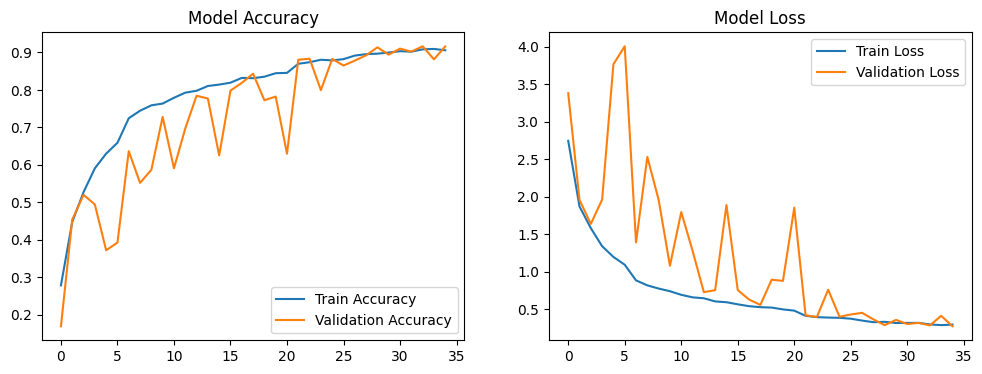 Model Accuracy
0.9
0.8
0.7
0.6
0.5
0.4
0.3
0.2
0 5 10 15 20 25 30 35
Train Accuracy
Validation Accuracy
Model Loss
4.0
3.5
3.0
2.5
2.0
1.5
1.0
0.5
0 5 10 15 20 25 30 35
Train Loss
Validation Loss